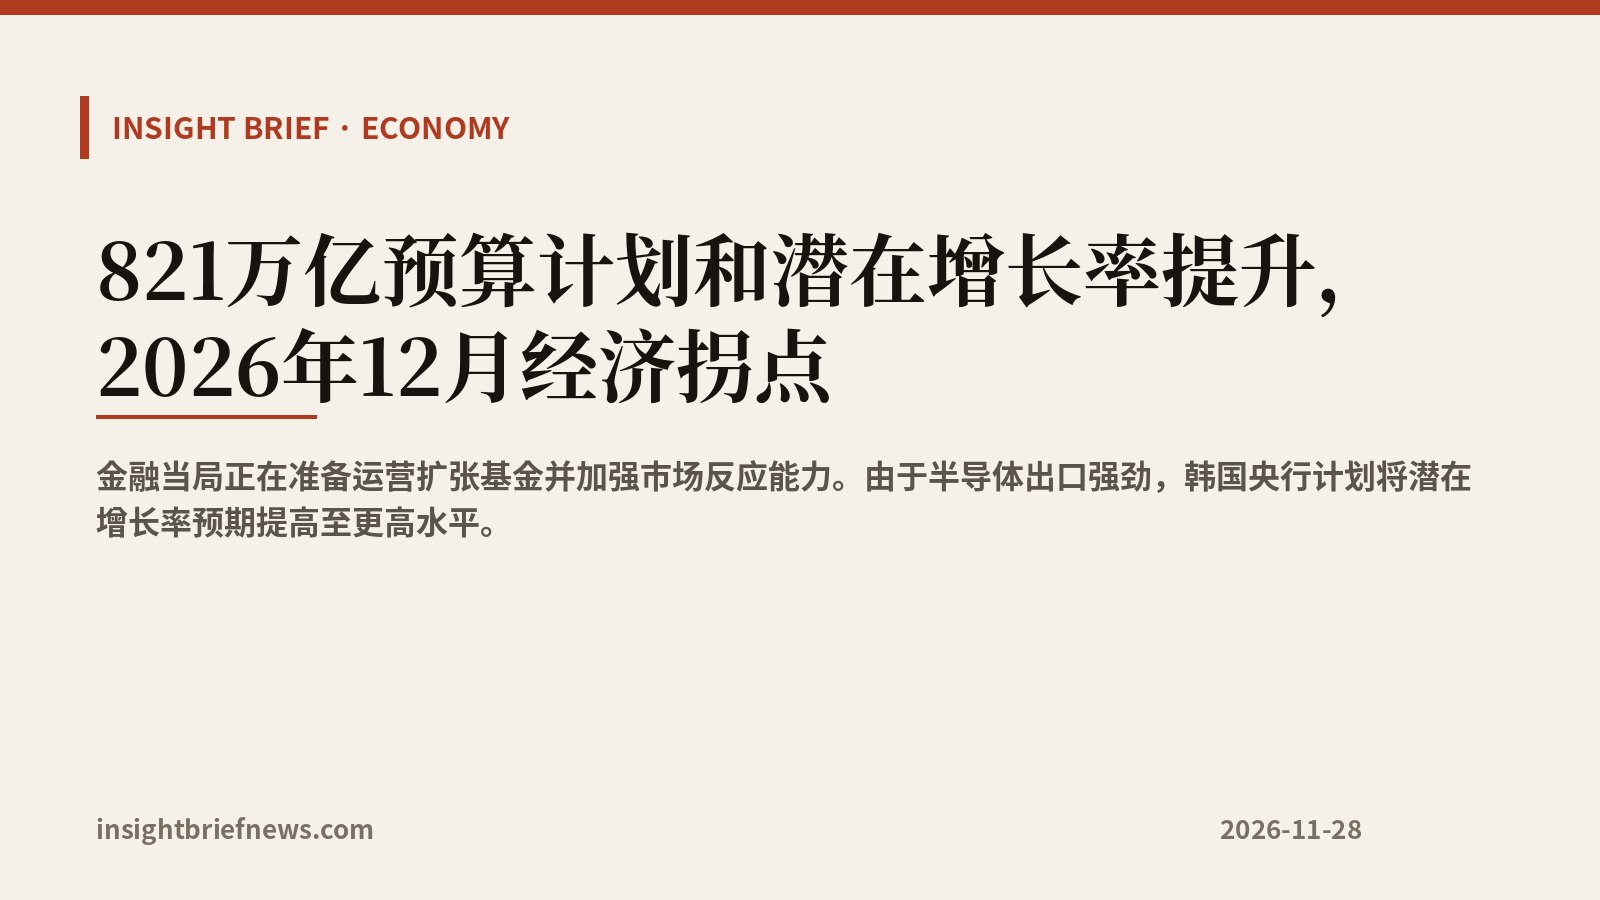 INSIGHT BRIEF · ECONOMY
821万亿预算计划和潜在增长率提升，
2026年12月经济拐点
金融当局正在准备运营扩张基金并加强市场反应能力。由于半导体出口强劲，韩国央行计划将潜在
增长率预期提高至更高水平。
insightbriefnews.com
2026-11-28